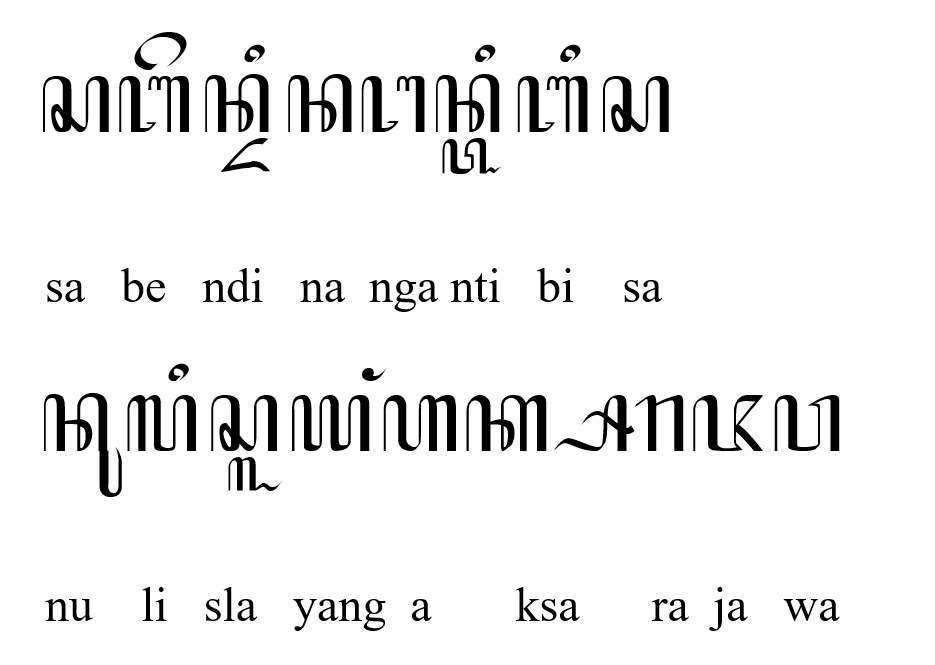 ꦱꦧꦼꦤ꧀ꦢꦶꦤꦔꦤ꧀ꦠꦶꦧꦶꦱ
sa be ndi na nga nti bi sa
ꦤꦸꦭꦶꦱ꧀ꦭꦪꦁꦲꦏ꧀ꦱꦫꦗꦮ
nu li sla yang a ksa ra ja wa